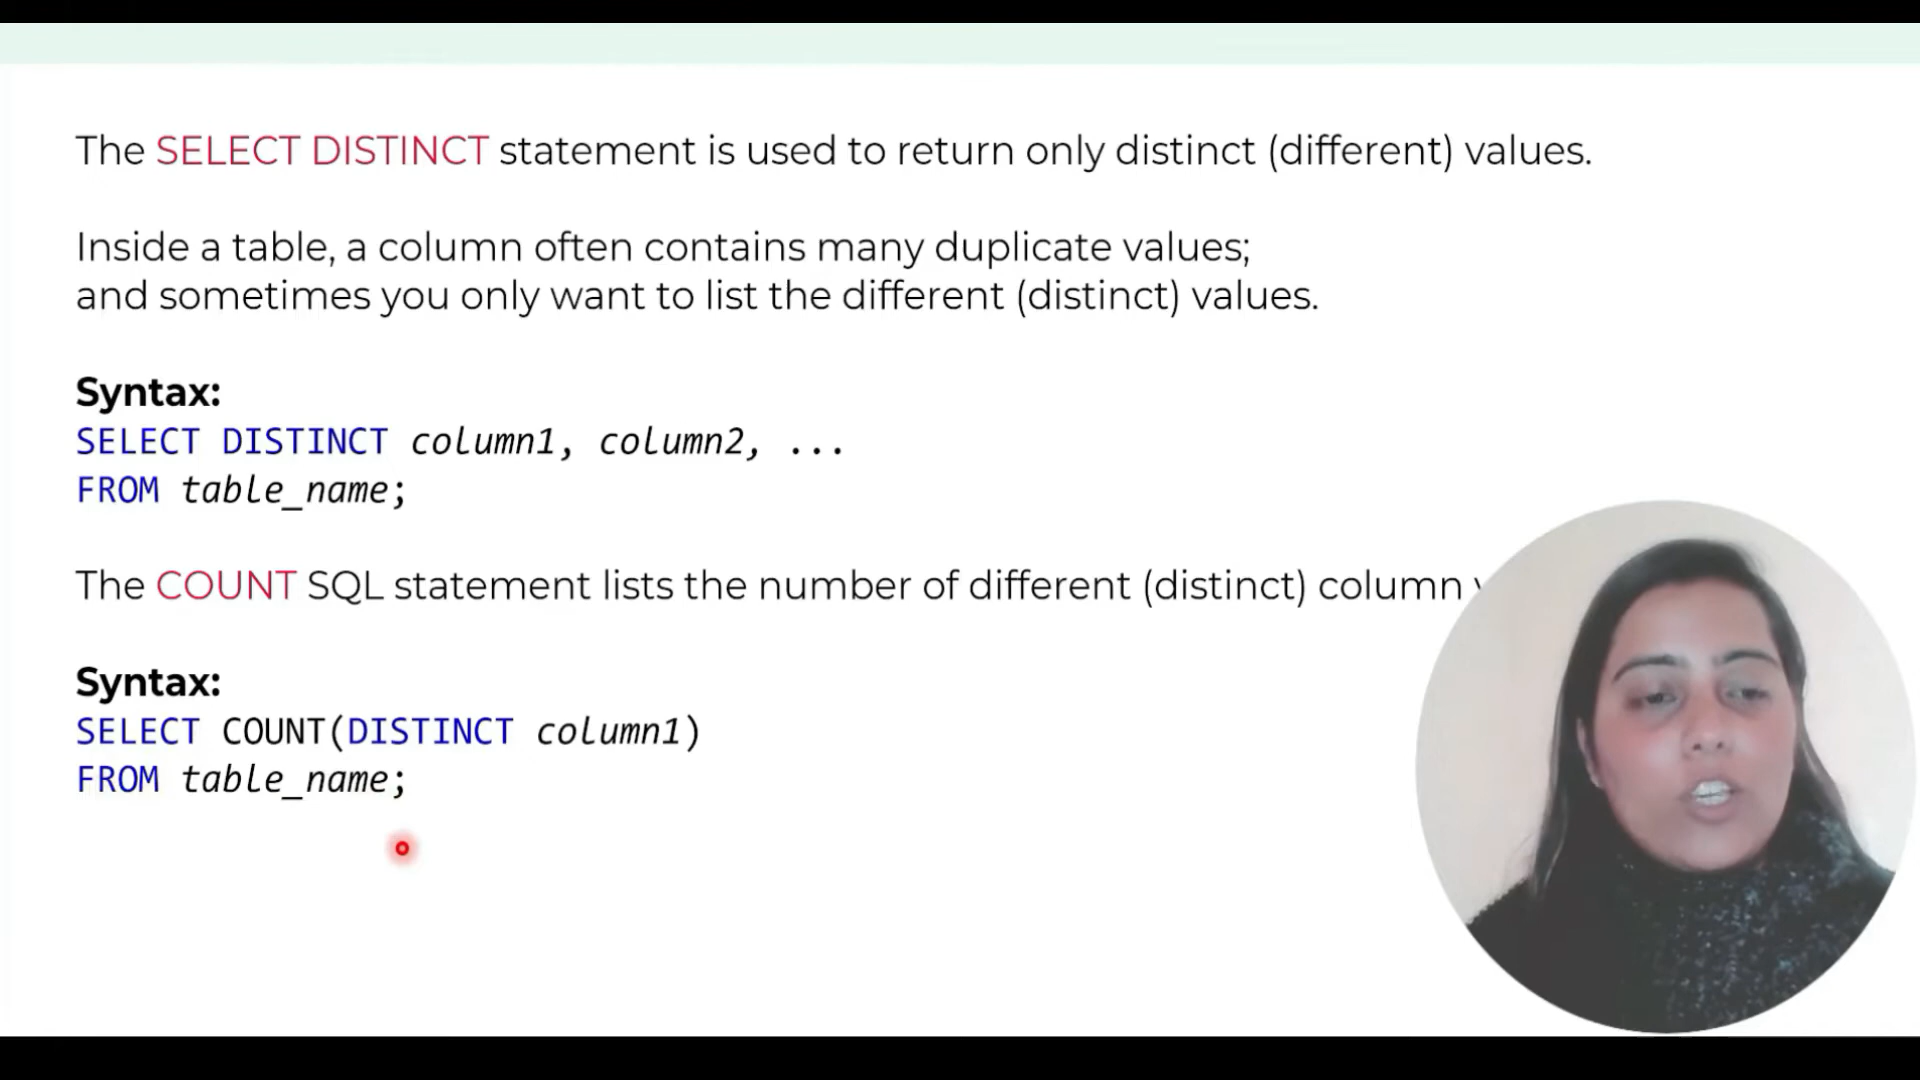 The SELECT DISTINCT statement is used to return only distinct (different) values.
Inside a table, a column often contains many duplicate values;
and sometimes you only want to list the different (distinct) values.
Syntax:
SELECT DISTINCT column1, column2, ...
FROM table_name;
The COUNT SQL statement lists the number of different (distinct) column
Syntax:
SELECT COUNT(DISTINCT column1)
FROM table_name;